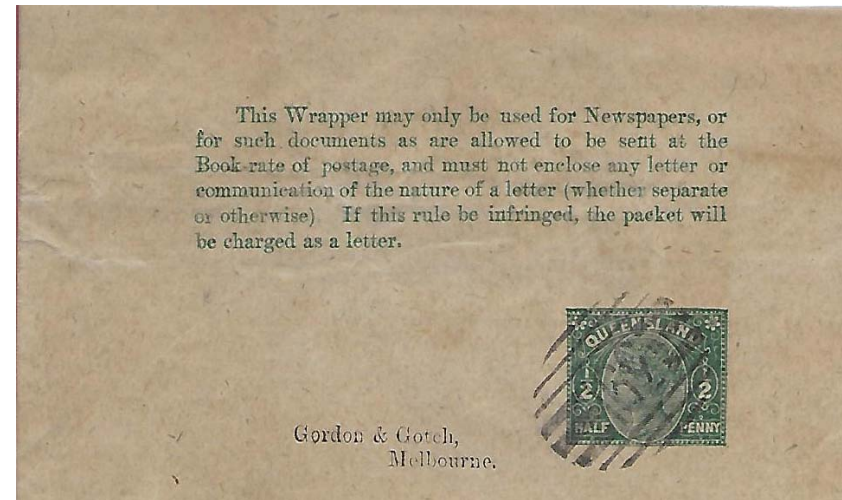 This Wrapper may only be used for Newspapers, or
for such documents as are allowed to be sent at the
Book-rate of postage, and must not enclose any letter or
communication of the nature of a letter (whether separate
or otherwise) If this rule be infringed, the packet will
be charged as a letter.
QUEENSLAND
1/2 1/2
HALF PENNY
Gordon & Gotch,
Melbourne.